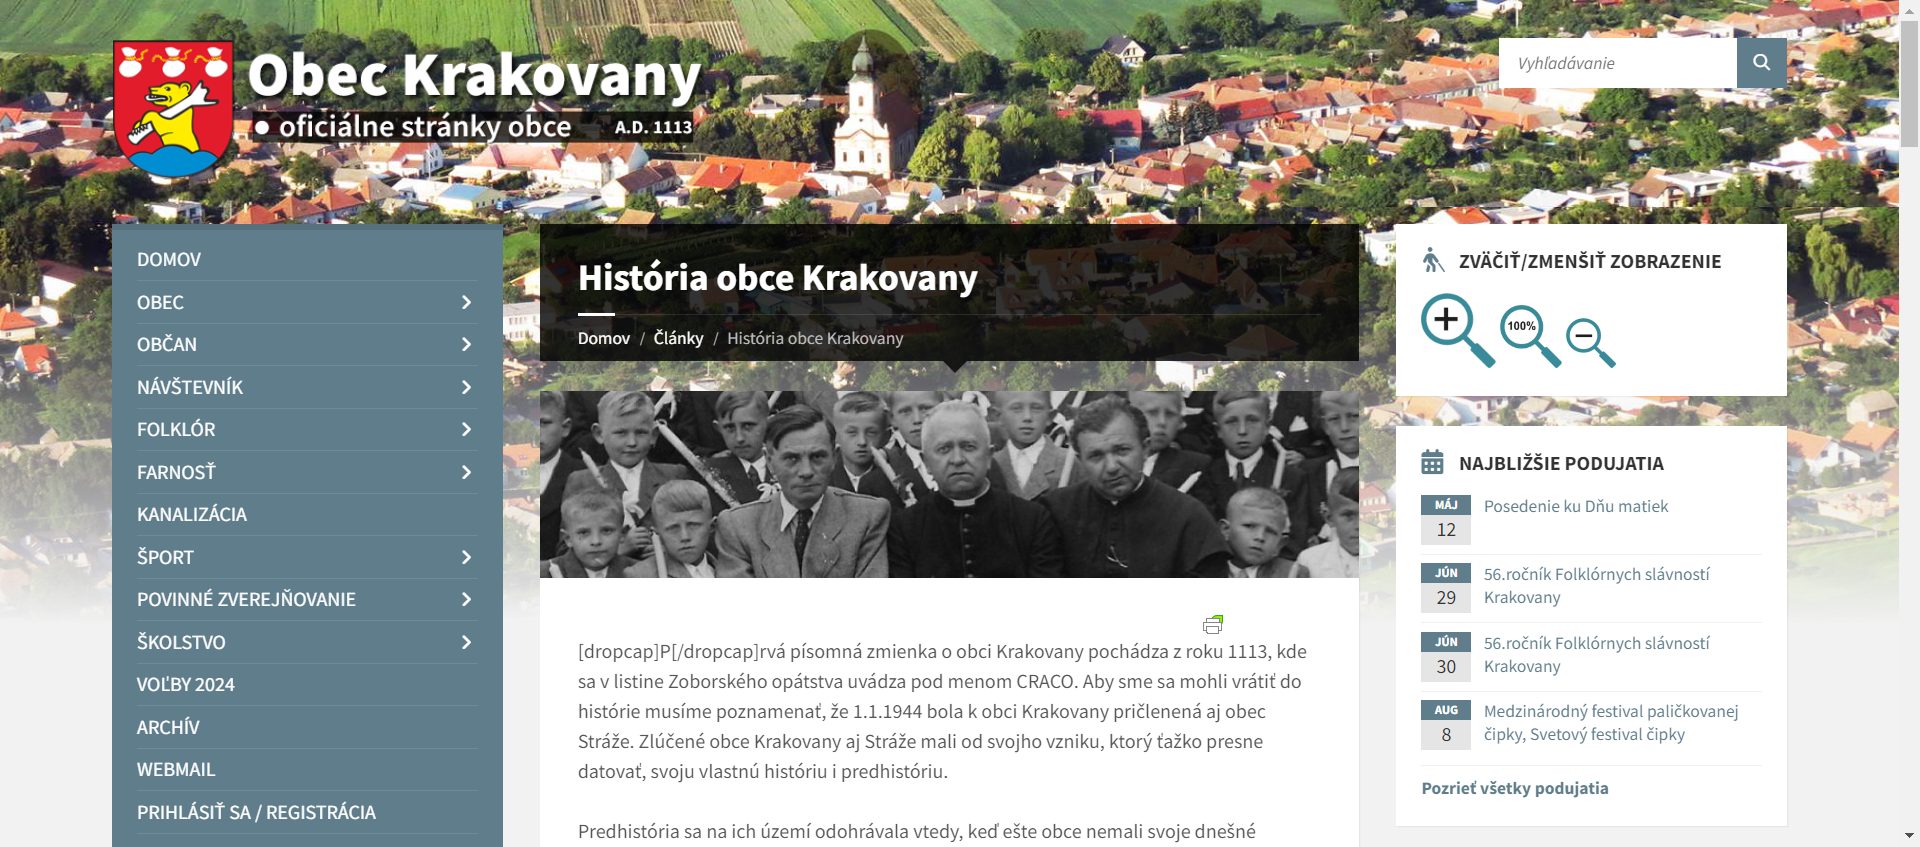 Obec Krakovany
• oficiálne stránky obce A.D. 1113
Vyhľadávanie
DOMOV
OBEC
OBČAN
NÁVŠTEVNÍK
FOLKLÓR
FARNOSŤ
KANALIZÁCIA
ŠPORT
POVINNÉ ZVEREJŇOVANIE
ŠKOLSTVO
VOĽBY 2024
ARCHÍV
WEBMAIL
PRIHLÁSIŤ SA / REGISTRÁCIA
História obce Krakovany
Domov / Články / História obce Krakovany
[dropcap]P[/dropcap]rvá písomná zmienka o obci Krakovany pochádza z roku 1113, kde
sa v listine Zoborského opátstva uvádza pod menom CRACO. Aby sme sa mohli vrátiť do
histórie musíme poznamenať, že 1.1.1944 bola k obci Krakovany pričlenená aj obec
Stráže. Zlúčené obce Krakovany aj Stráže mali od svojho vzniku, ktorý ťažko presne
datovať, svoju vlastnú históriu i predhistóriu.
Predhistória sa na ich území odohrávala vtedy, keď ešte obce nemali svoje dnešné
ZVÄČIŤ/ZMENŠIŤ ZOBRAZENIE
100%
NAJBLIŽŠIE PODUJATIA
MÁJ
12
Posedenie ku Dňu matiek
JÚN
29
56.ročník Folklórnych slávností
Krakovany
JÚN
30
56.ročník Folklórnych slávností
Krakovany
AUG
8
Medzinárodný festival paličkovanej
čipky, Svetový festival čipky
Pozrieť všetky podujatia